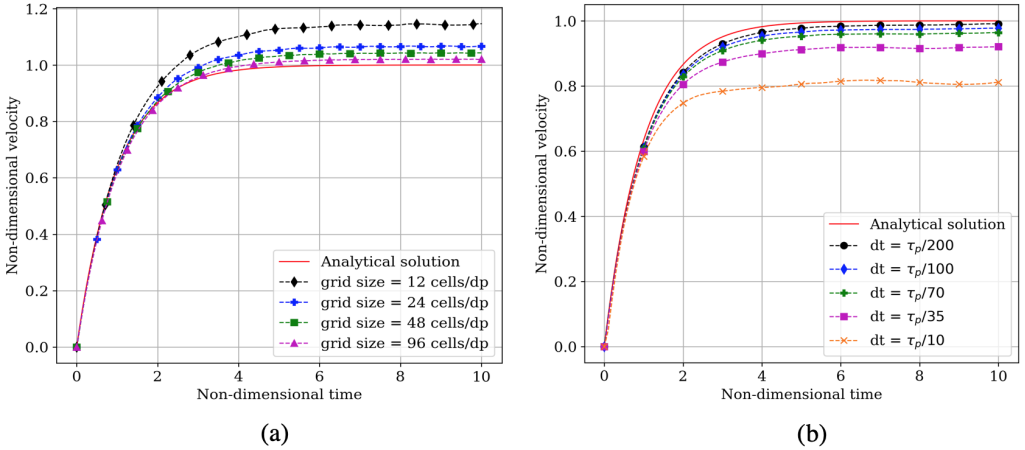 1.2
1.0
0.8
0.6
0.4
0.2
0.0
Non-dimensional velocity
0 2 4 6 8 10
Non-dimensional time
Analytical solution
grid size = 12 cells/dp
grid size = 24 cells/dp
grid size = 48 cells/dp
grid size = 96 cells/dp
(a)
1.0
0.8
0.6
0.4
0.2
0.0
Non-dimensional velocity
0 2 4 6 8 10
Non-dimensional time
Analytical solution
dt = τp/200
dt = τp/100
dt = τp/70
dt = τp/35
dt = τp/10
(b)